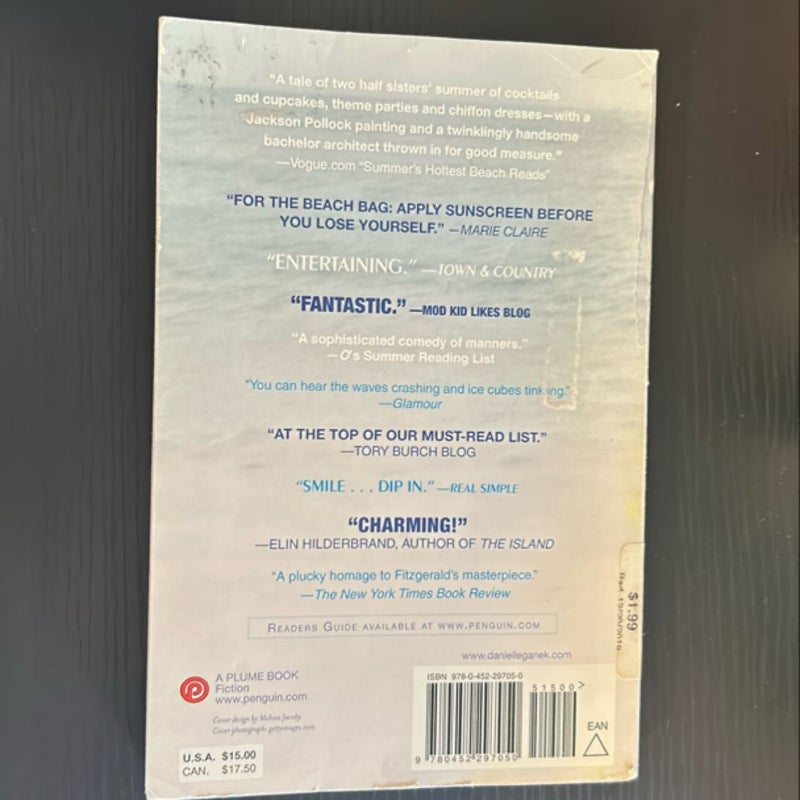 “A tale of two half sisters' summer of cocktails
and cupcakes, theme parties and chiffon dresses—with a
Jackson Pollock painting and a twinklingly handsome
bachelor architect thrown in for good measure.”
—Vogue.com “Summer's Hottest Beach Reads”
“FOR THE BEACH BAG: APPLY SUNSCREEN BEFORE
YOU LOSE YOURSELF.” —MARIE CLAIRE
“ENTERTAINING.” —TOWN & COUNTRY
“FANTASTIC.” —MOD KID LIKES BLOG
“A sophisticated comedy of manners.”
—O's Summer Reading List
“You can hear the waves crashing and ice cubes tinkling.”
—Glamour
“AT THE TOP OF OUR MUST-READ LIST.”
—TORY BURCH BLOG
“SMILE . . . DIP IN.” —REAL SIMPLE
“CHARMING!”
—ELIN HILDERBRAND, AUTHOR OF THE ISLAND
“A plucky homage to Fitzgerald's masterpiece.”
—The New York Times Book Review
READERS GUIDE AVAILABLE AT WWW.PENGUIN.COM
www.danielleganek.com
A PLUME BOOK
Fiction
www.penguin.com
Cover design by Melissa Jacoby
Cover photograph: gettyimages.com
U.S.A. $15.00
CAN. $17.50
ISBN 978-0-452-29705-0
51500>
9 780452 297050
EAN
$1.99